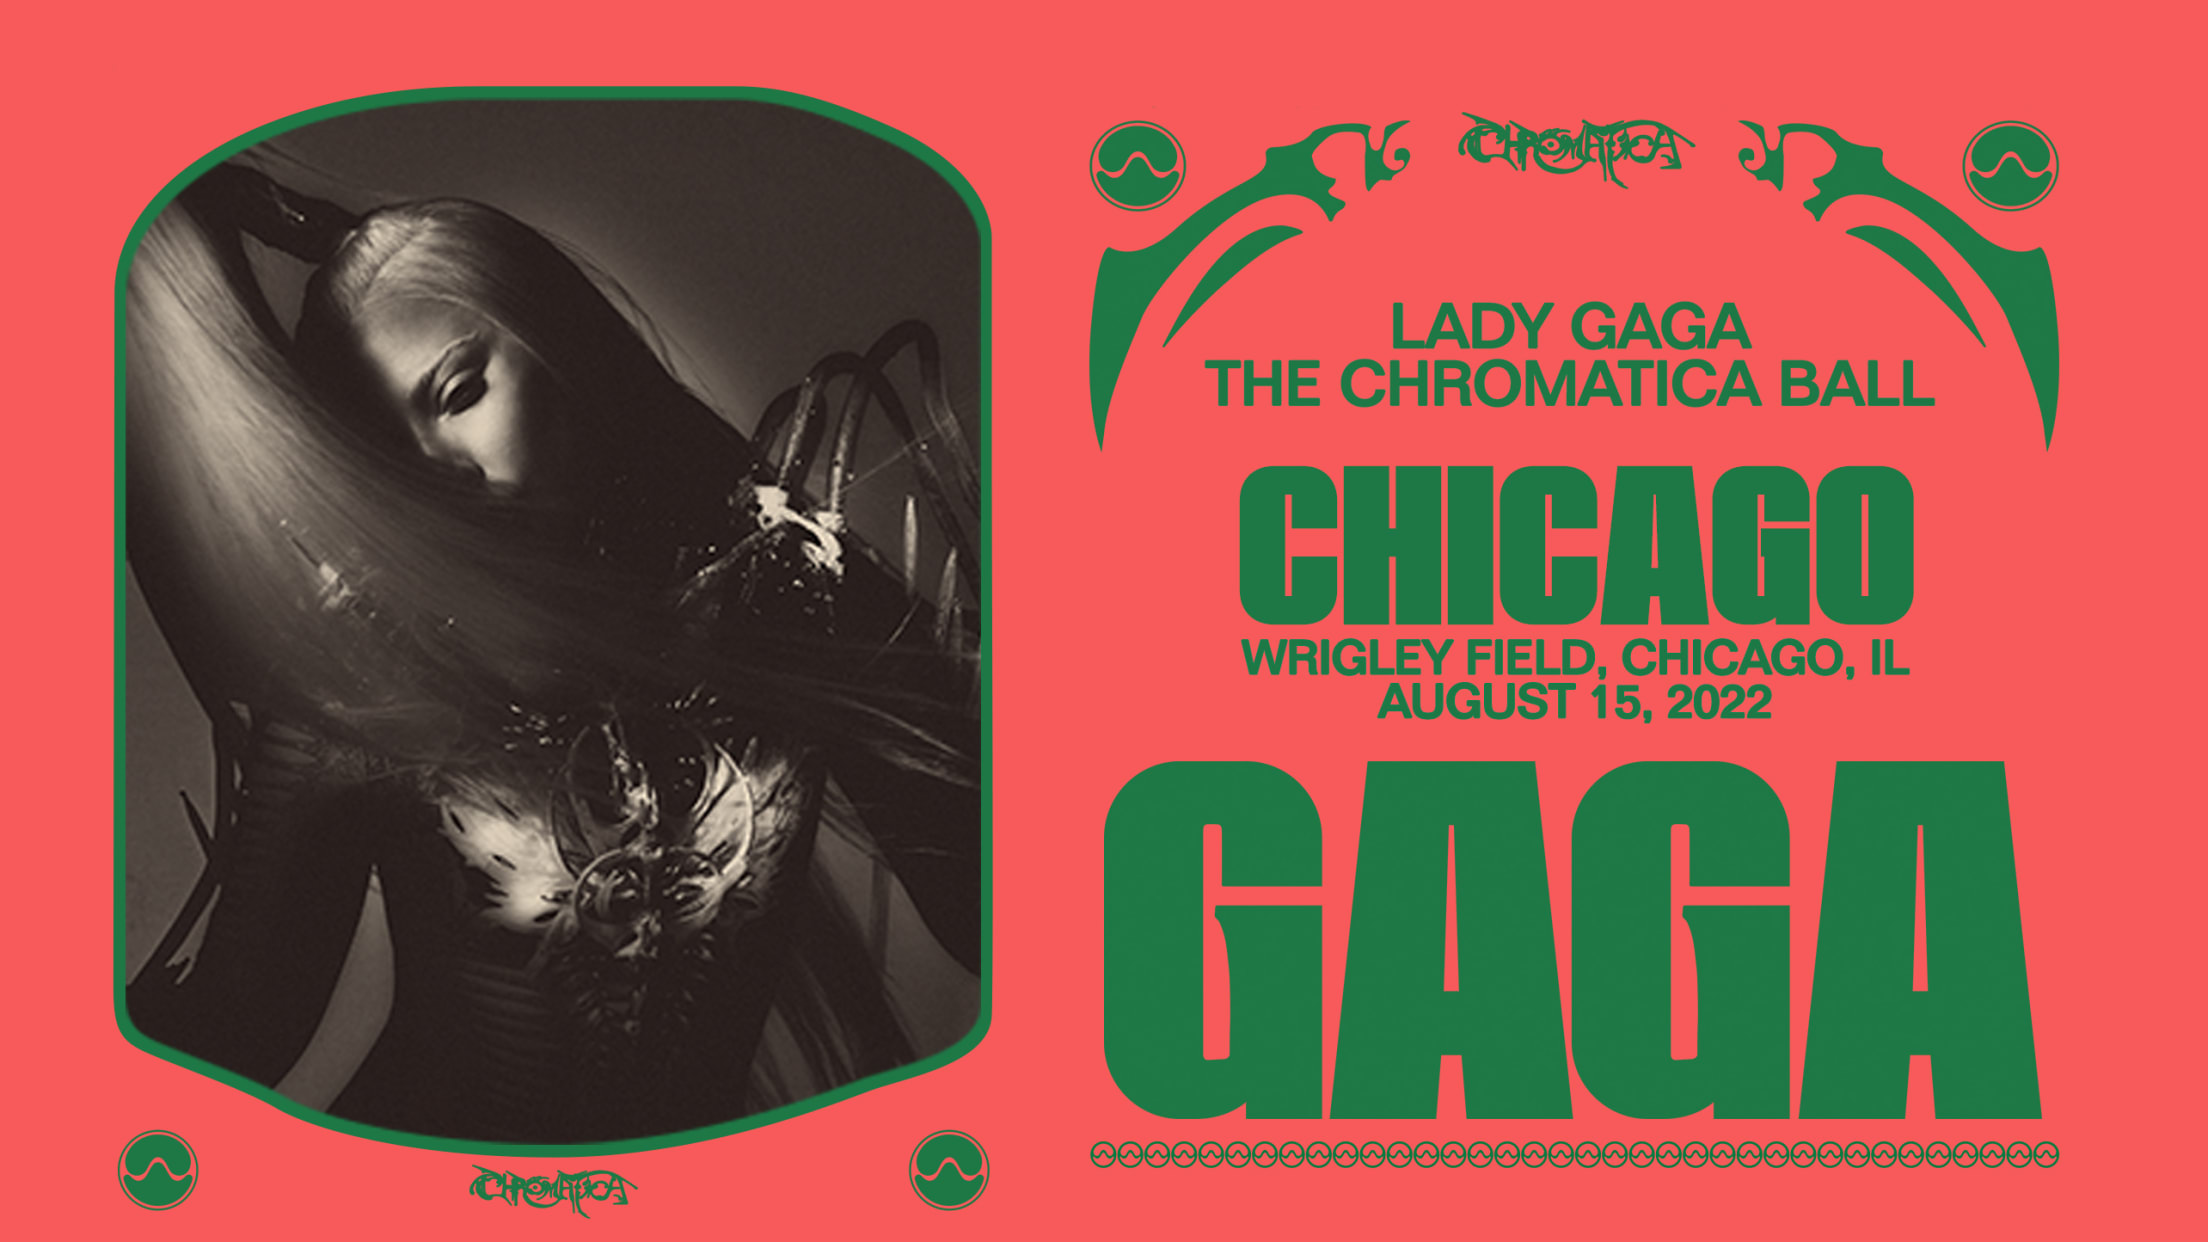 CHROMATICA
LADY GAGA
THE CHROMATICA BALL
CHICAGO
WRIGLEY FIELD, CHICAGO, IL
AUGUST 15, 2022
GAGA
CHROMATICA